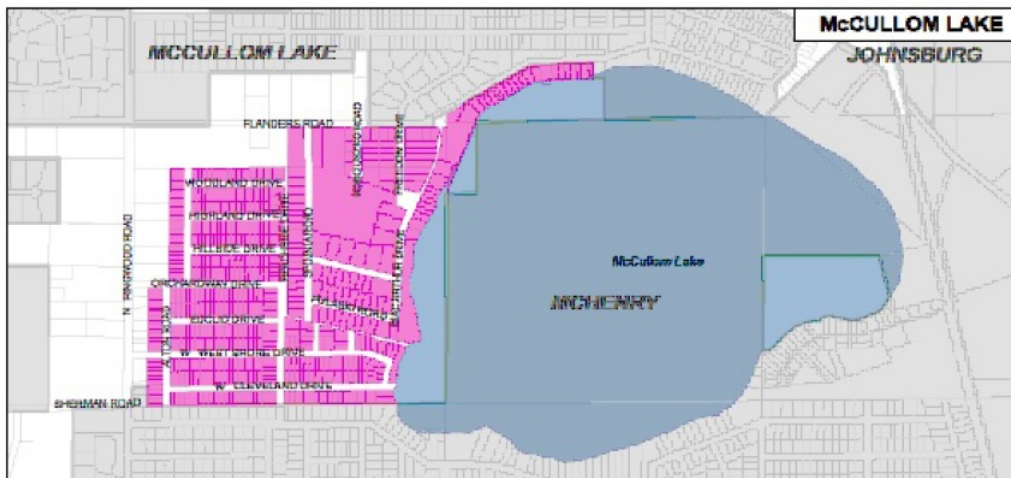 McCULLOM LAKE
MCCULLOM LAKE
JOHNSBURG
FLANDERS ROAD
WOODLAND DRIVE
HIGHLAND DRIVE
HILLSIDE DRIVE
N. RINGWOOD ROAD
ORCHARDWAY DRIVE
McCullom Lake
MCHENRY
EUCLID DRIVE
W. WEST SHORE DRIVE
W. CLEVELAND DRIVE
SHERMAN ROAD